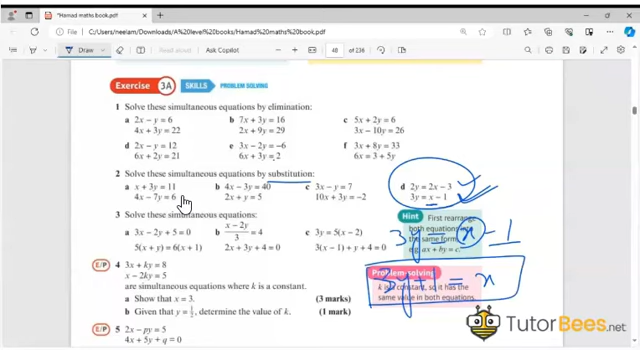 *Hamad maths book.pdf
File C:/Users/neelam/Downloads/A%20level%20books/Hamad%20maths%20book.pdf
Draw Read aloud Ask Copilot 48 of 236
Exercise 3A SKILLS PROBLEM SOLVING
1 Solve these simultaneous equations by elimination:
a 2x − y = 6 b 7x + 3y = 16 c 5x + 2y = 6
4x + 3y = 22 2x + 9y = 29 3x − 10y = 26
d 2x − y = 12 e 3x − 2y = −6 f 3x + 8y = 33
6x + 2y = 21 6x + 3y = 2 6x = 3 + 5y
2 Solve these simultaneous equations by substitution:
a x + 3y = 11 b 4x − 3y = 40 c 3x − y = 7 d 2y = 2x − 3
4x − 7y = 6 2x + y = 5 10x + 3y = −2 3y = x − 1
3 Solve these simultaneous equations:
a 3x − 2y + 5 = 0 b x − 2y / 3 = 4 c 3y = 5(x − 2)
5(x + y) = 6(x + 1) 2x + 3y + 4 = 0 3(x − 1) + y + 4 = 0
Hint First rearrange
both equations into
the same form
e.g. ax + by = c.
3y = x − 1
E/P 4 3x + ky = 8
x − 2ky = 5
are simultaneous equations where k is a constant.
a Show that x = 3. (3 marks)
b Given that y = ½, determine the value of k. (1 mark)
Problem-solving
k is a constant, so it has the
same value in both equations.
3y + 1 = x
E/P 5 2x − py = 5
4x + 5y + q = 0
TutorBees.net